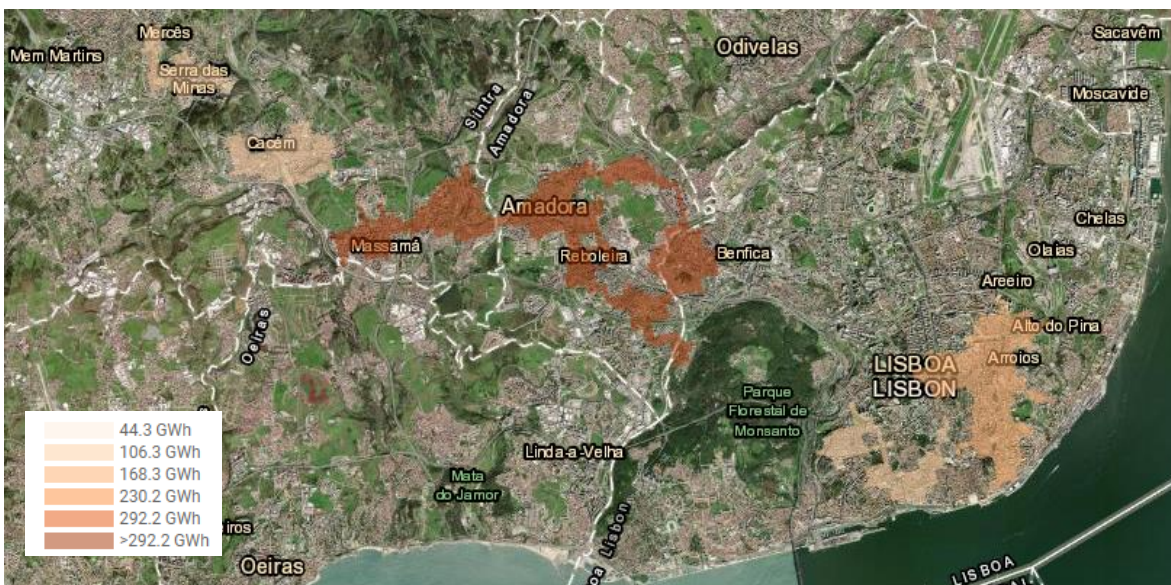 Mercês
Mem Martins
Serra das
Minas
Cacém
Sintra
Amadora
Odivelas
Sacavém
Moscavide
Massamá
Amadora
Reboleira
Benfica
Chelas
Olaias
Areeiro
Alto do Pina
Arroios
LISBOA
LISBON
Oeiras
Parque
Florestal de
Monsanto
Linda-a-Velha
Mata
do Jamor
44.3 GWh
106.3 GWh
168.3 GWh
230.2 GWh
292.2 GWh
>292.2 GWh
eiros
Oeiras
oa Lisbon
LISBOA